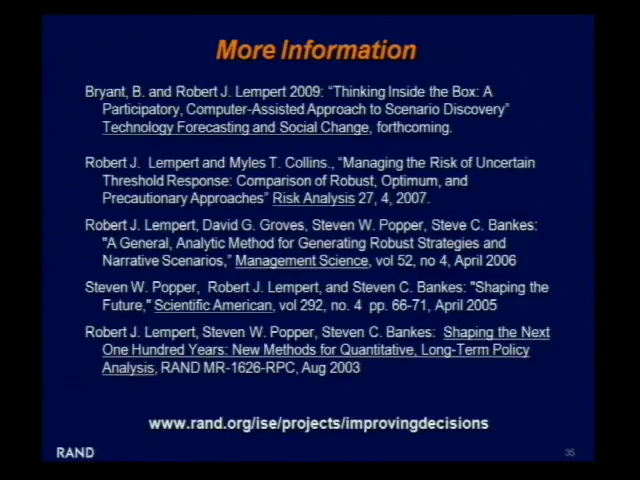 More Information
Bryant, B. and Robert J. Lempert 2009: “Thinking Inside the Box: A
Participatory, Computer-Assisted Approach to Scenario Discovery”
Technology Forecasting and Social Change, forthcoming.
Robert J. Lempert and Myles T. Collins., “Managing the Risk of Uncertain
Threshold Response: Comparison of Robust, Optimum, and
Precautionary Approaches” Risk Analysis 27, 4, 2007.
Robert J. Lempert, David G. Groves, Steven W. Popper, Steve C. Bankes:
"A General, Analytic Method for Generating Robust Strategies and
Narrative Scenarios,” Management Science, vol 52, no 4, April 2006
Steven W. Popper, Robert J. Lempert, and Steven C. Bankes: "Shaping the
Future," Scientific American, vol 292, no. 4 pp. 66-71, April 2005
Robert J. Lempert, Steven W. Popper, Steven C. Bankes: Shaping the Next
One Hundred Years: New Methods for Quantitative, Long-Term Policy
Analysis, RAND MR-1626-RPC, Aug 2003
www.rand.org/ise/projects/improvingdecisions
RAND
35